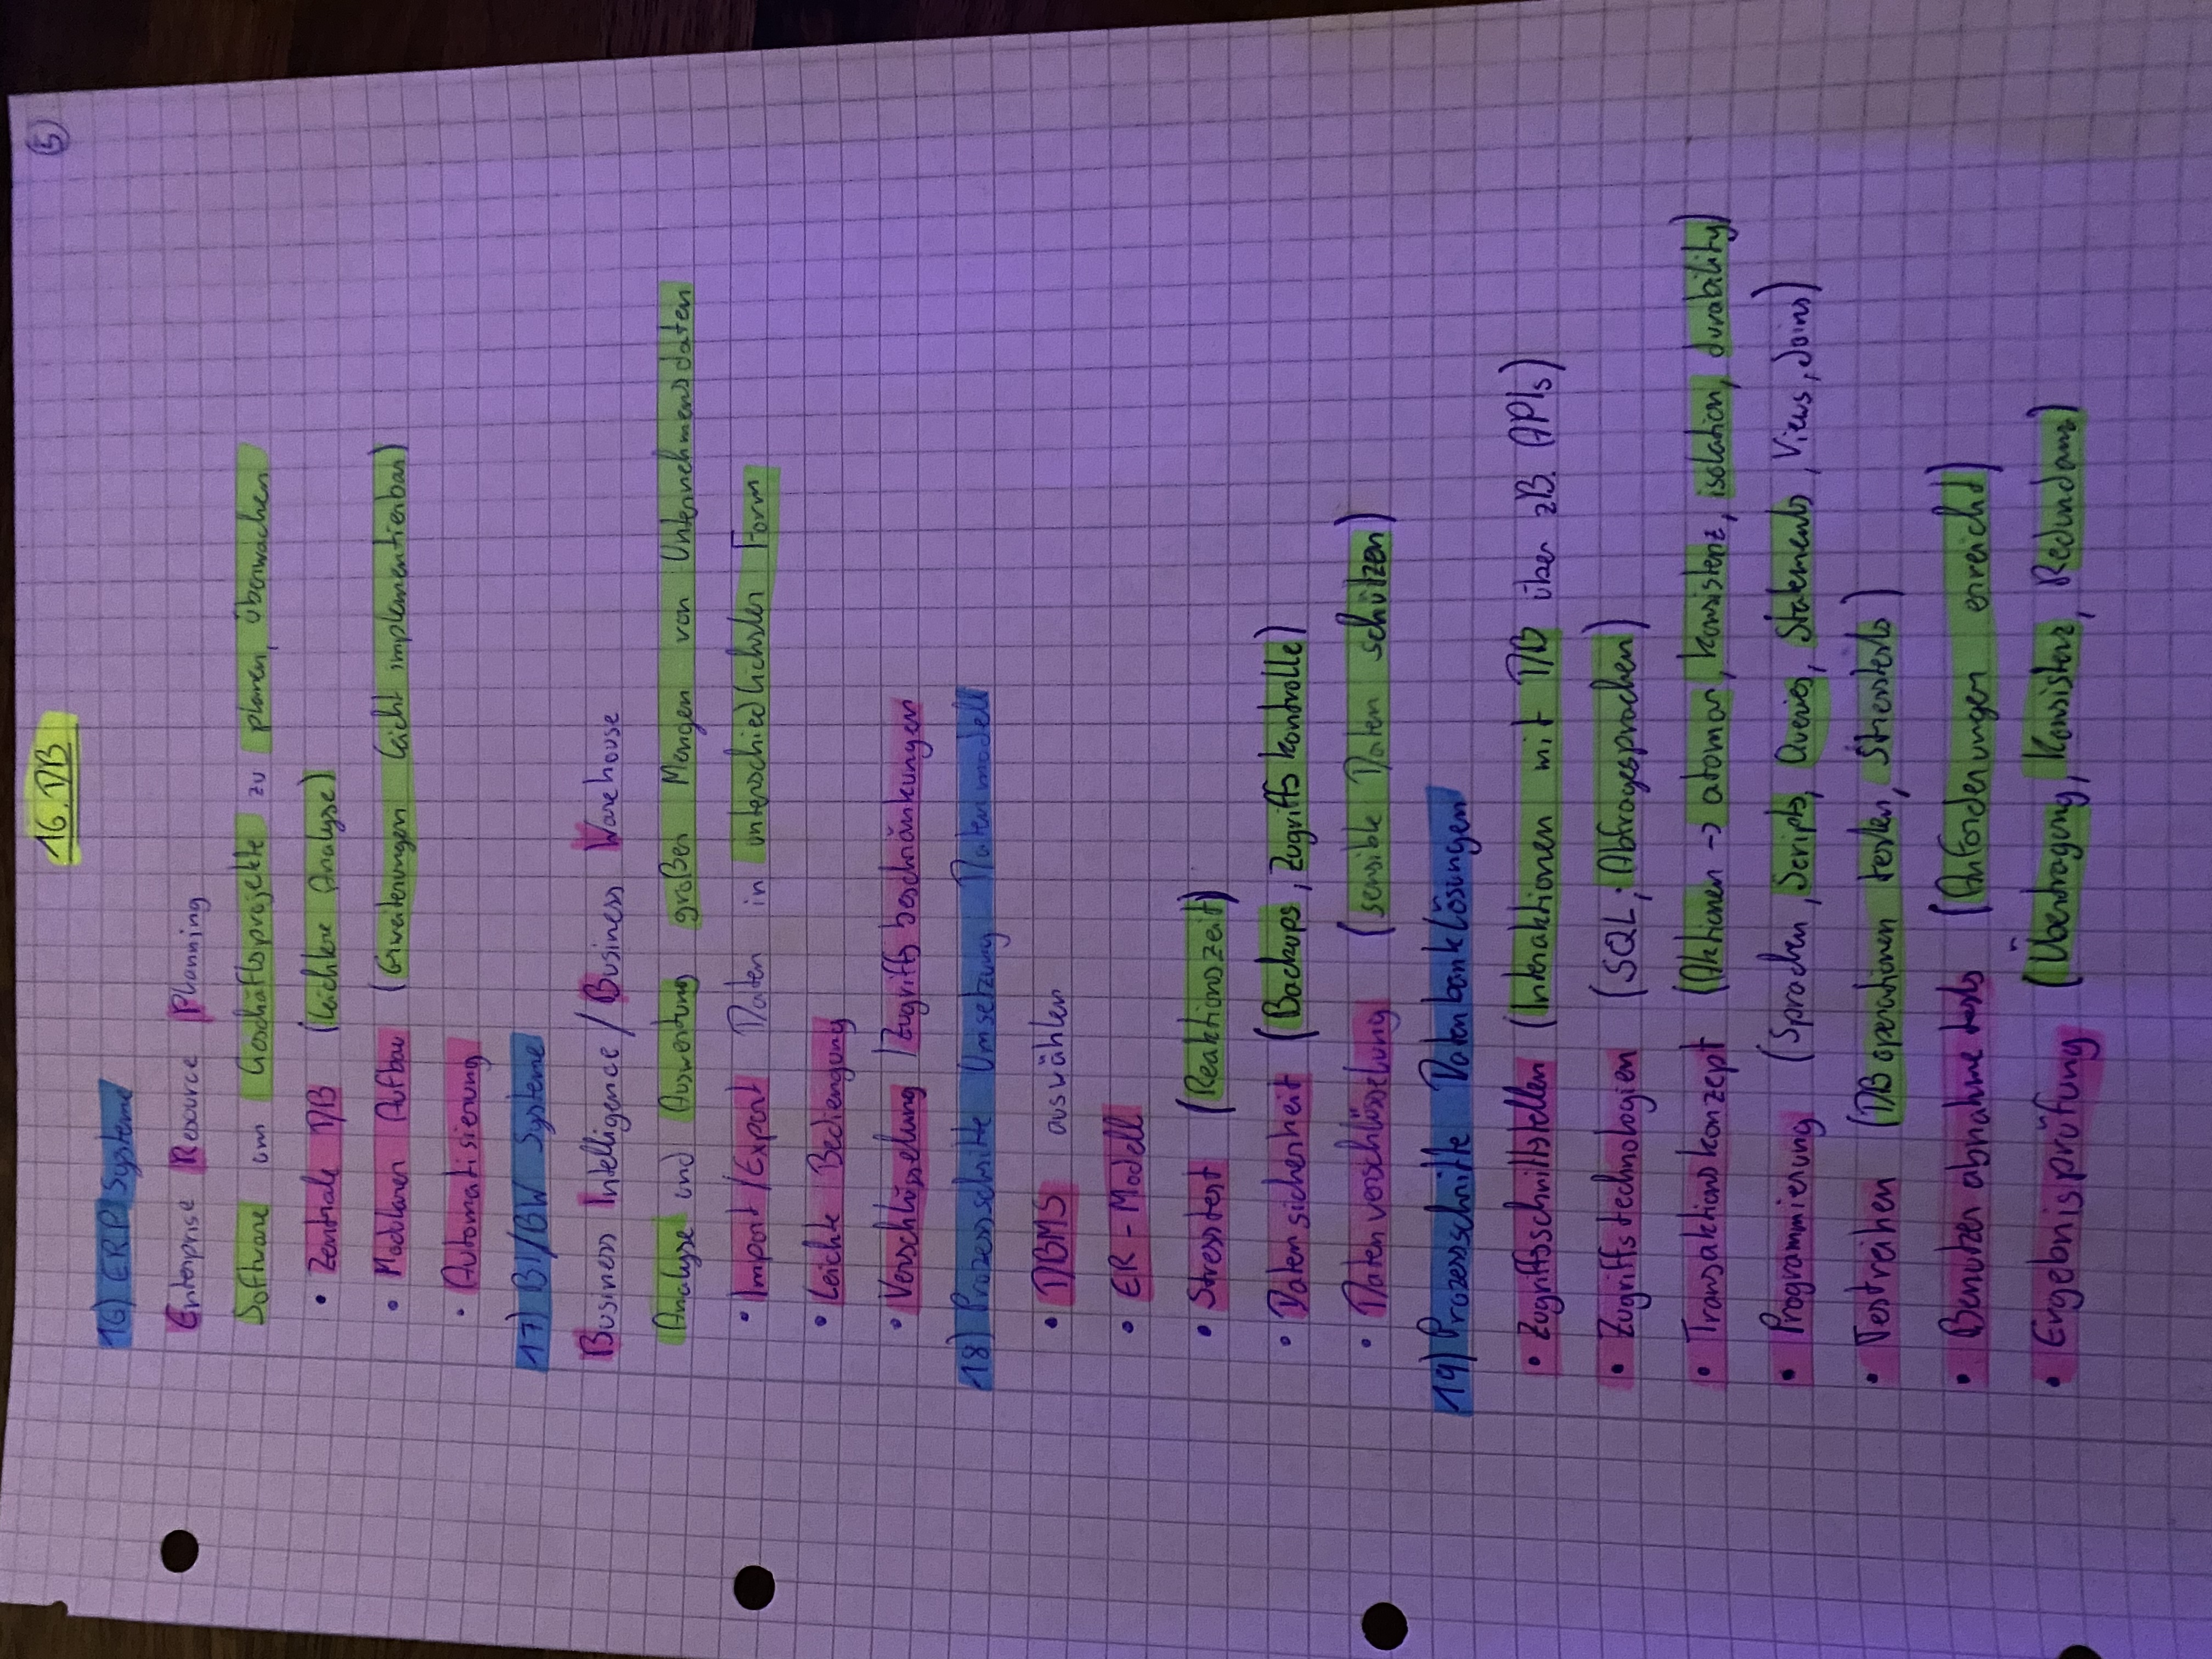 16. DB
5
16) ERP Systeme
Enterprise Resource Planning
Software um Geschäftsprojekte zu planen, überwachen
• Zentrale DB (leichtere Analyse)
• Modularer Aufbau (Erweiterungen leicht implementierbar)
• Automatisierung
17) BI/BW Systeme
Business Intelligence / Business Warehouse
Analyse und Auswertung großer Mengen von Unternehmensdaten
• Import/Export Daten in unterschiedlichster Form
• Leichte Bediengung
• Verschlüsselung / Zugriffsbeschränkungen
18) Prozessschritte Umsetzung Datenmodell
• DBMS auswählen
• ER-Modell
• Stresstest (Reaktionszeit)
• Datensicherheit (Backups, Zugriffskontrolle)
• Datenverschlüsselung (sensible Daten schützen)
19) Prozessschritte Datenbanklösungen
• Zugriffsschnittstellen (Interaktionen mit DB über zB. APIs)
• Zugriffstechnologien (SQL; Abfragesprachen)
• Transaktionskonzept (Aktionen -> atomar, konsistenz, isolation, durability)
• Programmierung (Sprachen, Scripts, Queries, Statements, Views, Joins)
• Testreihen (DB operationen testen, Stresstests)
• Benutzerabnahmetests (Anforderungen erreicht)
• Ergebnisprüfung (Übertragung, Konsistenz, Redundanz)